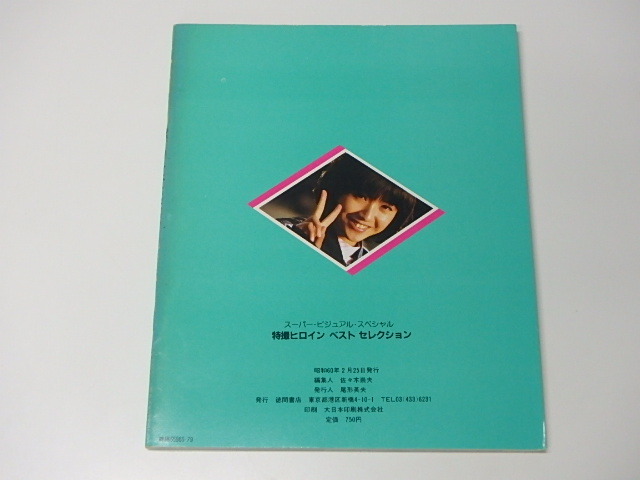 スーパー・ビジュアル・スペシャル
特撮ヒロイン ベスト セレクション
昭和60年2月25日発行
編集人 佐々木崇夫
発行人 尾形英夫
発行 徳間書店 東京都港区新橋4-10-1 TEL03(433)6231
印刷 大日本印刷株式会社
定価 750円